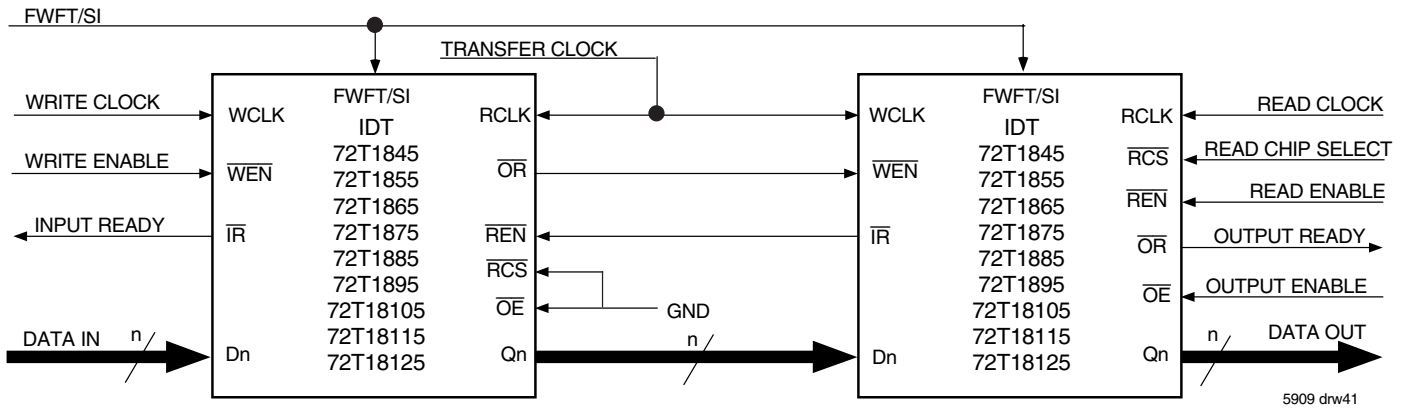 FWFT/SI
TRANSFER CLOCK
WRITE CLOCK
WRITE ENABLE
INPUT READY
DATA IN
n
FWFT/SI
IDT
72T1845
72T1855
72T1865
72T1875
72T1885
72T1895
72T18105
72T18115
72T18125
WCLK
WEN
IR
Dn
RCLK
OR
REN
RCS
OE
Qn
GND
n
FWFT/SI
IDT
72T1845
72T1855
72T1865
72T1875
72T1885
72T1895
72T18105
72T18115
72T18125
WCLK
WEN
IR
Dn
RCLK
RCS
REN
OR
OE
Qn
READ CLOCK
READ CHIP SELECT
READ ENABLE
OUTPUT READY
OUTPUT ENABLE
n
DATA OUT
5909 drw41